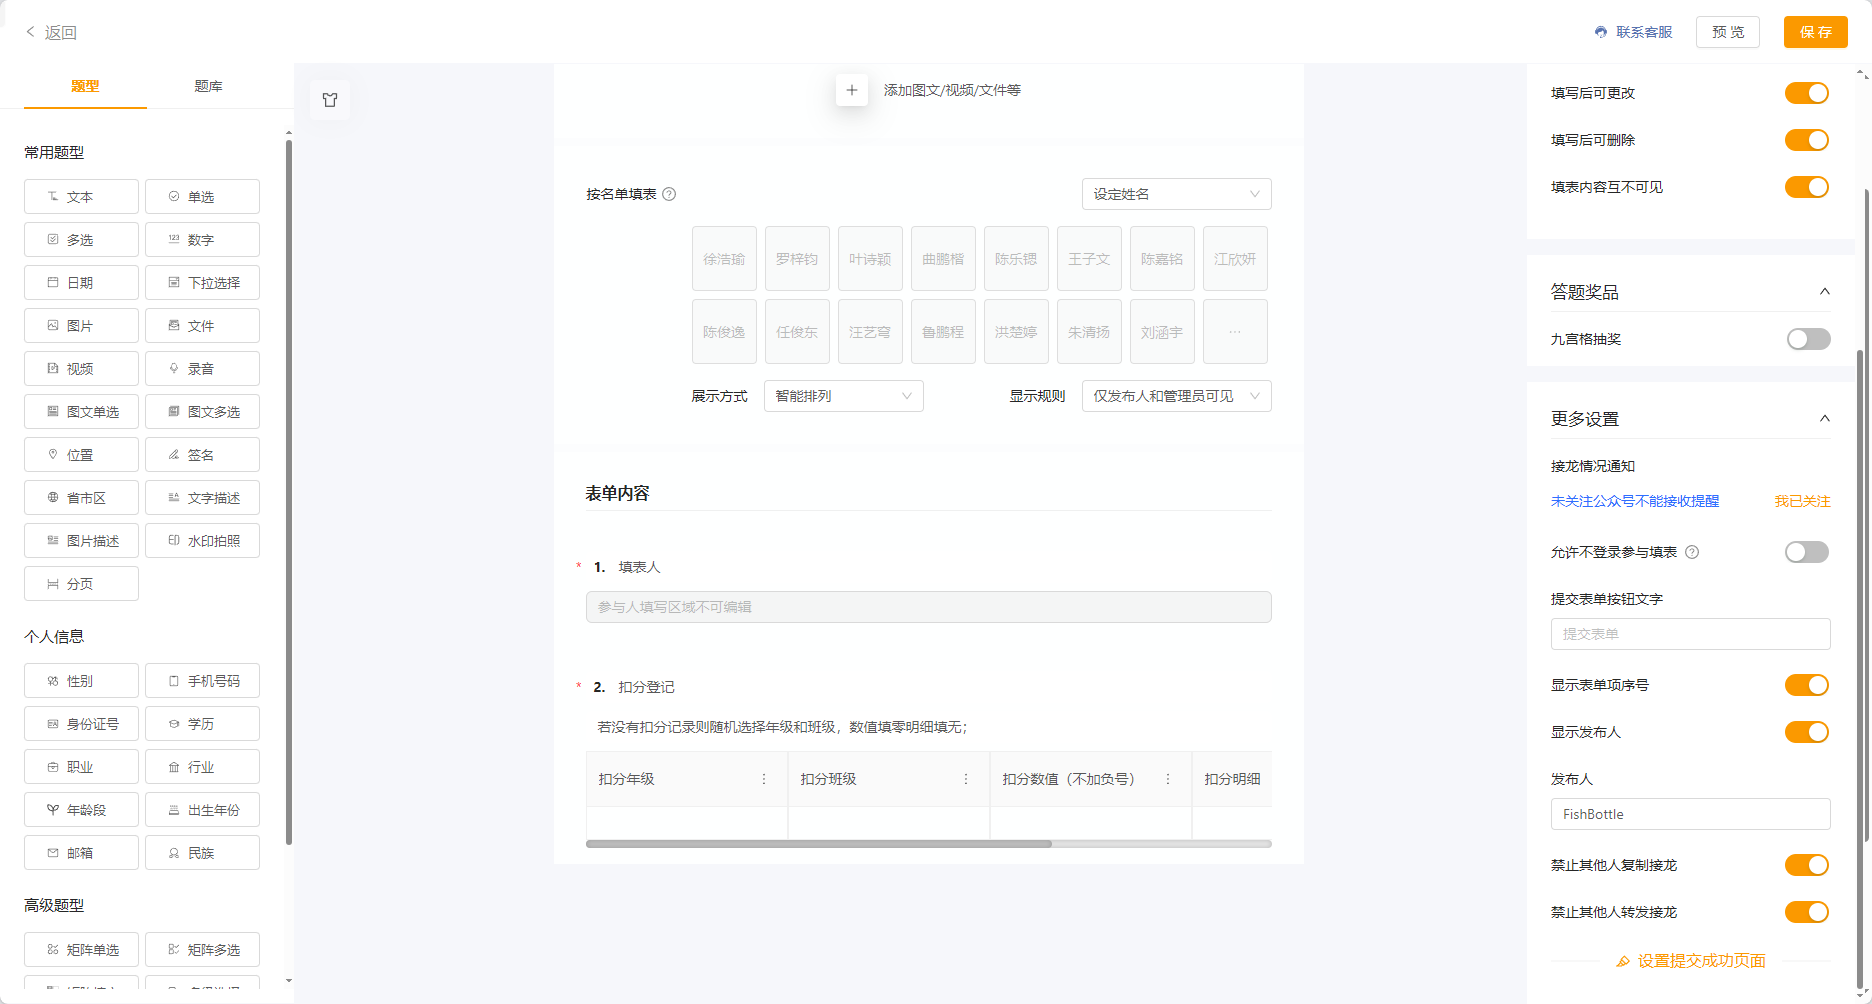 返回
联系客服
预 览
保 存
题型
题库
常用题型
文本
单选
多选
数字
日期
下拉选择
图片
文件
视频
录音
图文单选
图文多选
位置
签名
省市区
文字描述
图片描述
水印拍照
分页
个人信息
性别
手机号码
身份证号
学历
职业
行业
年龄段
出生年份
邮箱
民族
高级题型
矩阵单选
矩阵多选
添加图文/视频/文件等
按名单填表
设定姓名
徐浩瑜
罗梓钧
叶诗颖
曲鹏楷
陈乐锶
王子文
陈嘉铭
江欣妍
陈俊逸
任俊东
汪艺穹
鲁鹏程
洪楚婷
朱清扬
刘涵宇
...
展示方式
智能排列
显示规则
仅发布人和管理员可见
表单内容
* 1. 填表人
参与人填写区域不可编辑
* 2. 扣分登记
若没有扣分记录则随机选择年级和班级，数值填零明细填无；
扣分年级
扣分班级
扣分数值（不加负号）
扣分明细
填写后可更改
填写后可删除
填表内容互不可见
答题奖品
九宫格抽奖
更多设置
接龙情况通知
未关注公众号不能接收提醒
我已关注
允许不登录参与填表
提交表单按钮文字
提交表单
显示表单项序号
显示发布人
发布人
FishBottle
禁止其他人复制接龙
禁止其他人转发接龙
设置提交成功页面